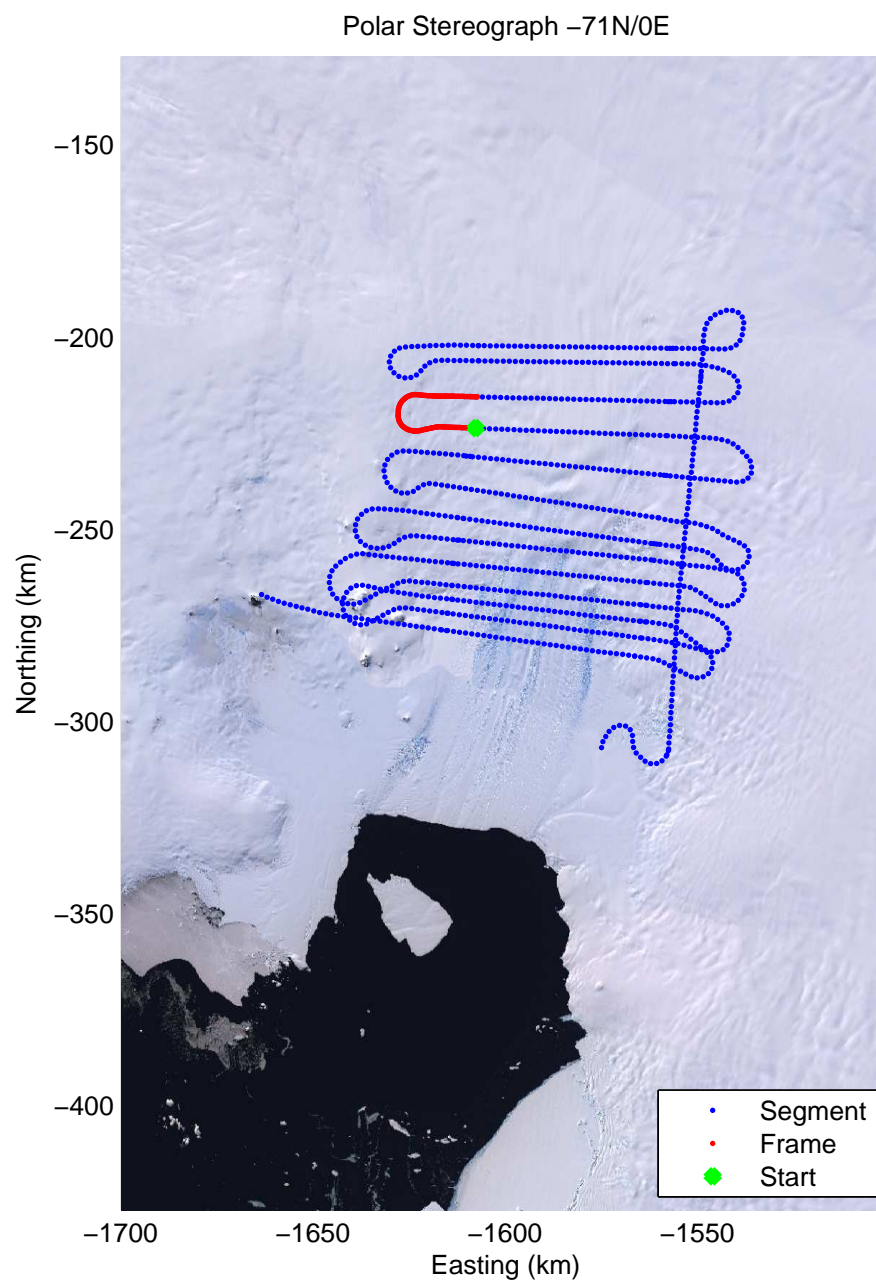 Polar Stereograph −71N/0E
−150
−200
−250
−300
−350
−400
Northing (km)
−1700
−1650
−1600
−1550
Easting (km)
Segment
Frame
Start